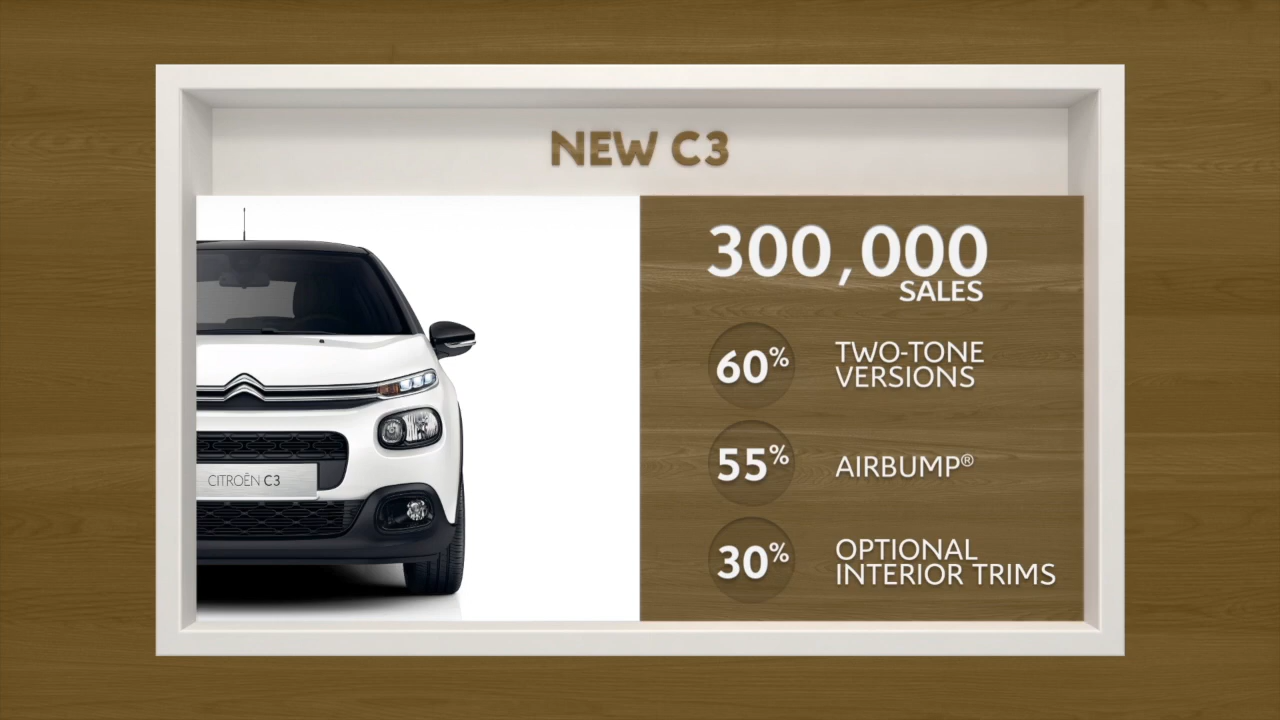 NEW C3
CITROËN C3
300,000
SALES
60%
TWO-TONE
VERSIONS
55%
AIRBUMP®
30%
OPTIONAL
INTERIOR TRIMS